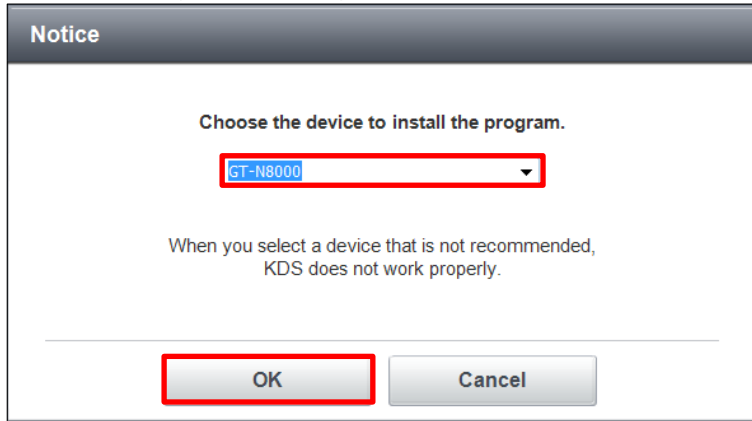 Notice
Choose the device to install the program.
GT-N8000
When you select a device that is not recommended,
KDS does not work properly.
OK
Cancel